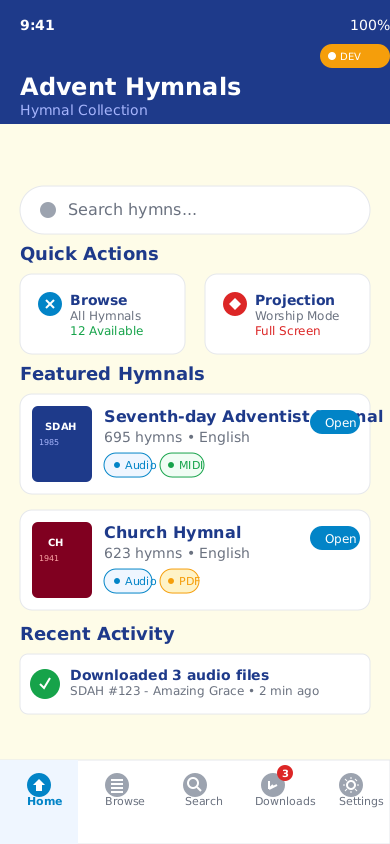 9:41
100%
DEV
Advent Hymnals
Hymnal Collection
Search hymns...
Quick Actions
Browse
All Hymnals
12 Available
Projection
Worship Mode
Full Screen
Featured Hymnals
SDAH
1985
Seventh-day Adventist Hymnal
695 hymns • English
Audio
MIDI
Open
CH
1941
Church Hymnal
623 hymns • English
Audio
PDF
Open
Recent Activity
Downloaded 3 audio files
SDAH #123 - Amazing Grace • 2 min ago
3
Home
Browse
Search
Downloads
Settings